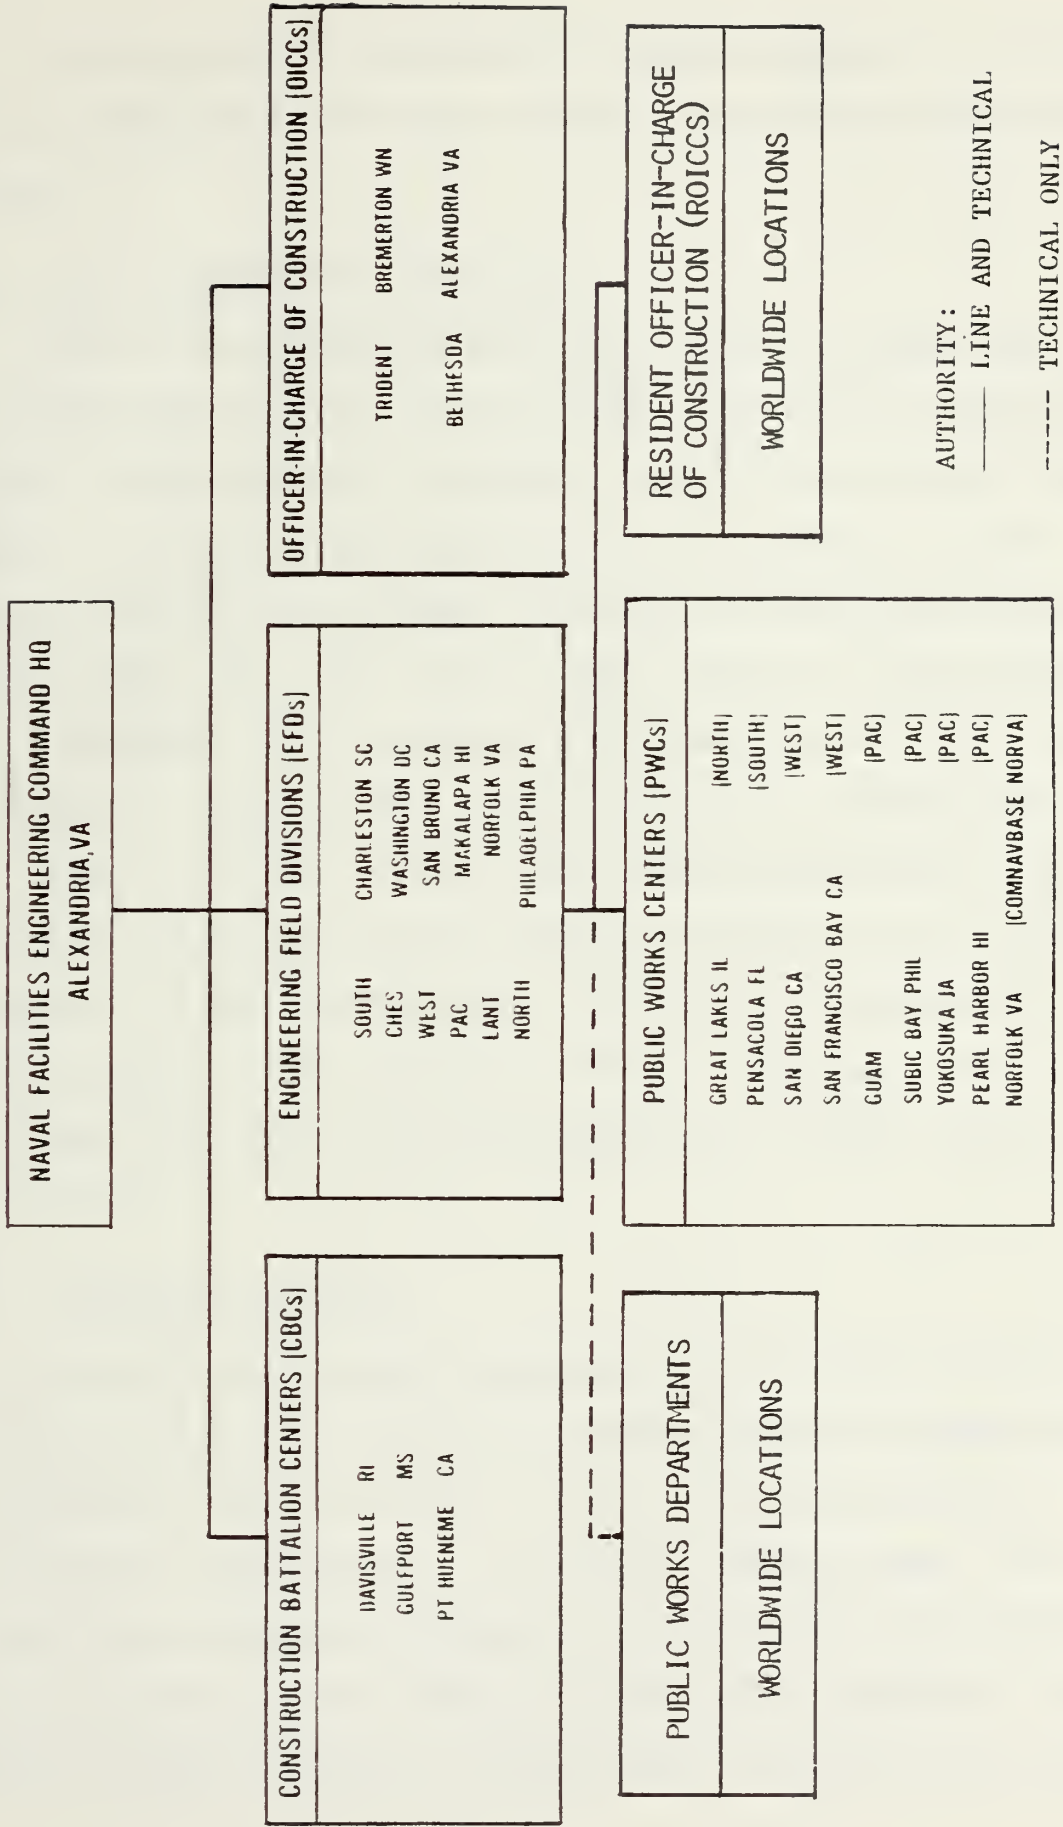 NAVAL FACILITIES ENGINEERING COMMAND HQ
ALEXANDRIA, VA
CONSTRUCTION BATTALION CENTERS (CBCs)
DAVISVILLE RI
GULFPORT MS
PT HUENEME CA
ENGINEERING FIELD DIVISIONS (EFDs)
SOUTH CHARLESTON SC
CHES WASHINGTON DC
WEST SAN BRUNO CA
PAC MAKALAPA HI
LANT NORFOLK VA
NORTH PHILADELPHIA PA
OFFICER-IN-CHARGE OF CONSTRUCTION (OICCs)
TRIDENT BREMERTON WN
BETHESDA ALEXANDRIA VA
PUBLIC WORKS DEPARTMENTS
WORLDWIDE LOCATIONS
PUBLIC WORKS CENTERS (PWCs)
GREAT LAKES IL (NORTH)
PENSACOLA FL (SOUTH)
SAN DIEGO CA (WEST)
SAN FRANCISCO BAY CA (WEST)
GUAM (PAC)
SUBIC BAY PHIL (PAC)
YOKOSUKA JA (PAC)
PEARL HARBOR HI (PAC)
NORFOLK VA (COMNAVBASE NORVA)
RESIDENT OFFICER-IN-CHARGE
OF CONSTRUCTION (ROICCS)
WORLDWIDE LOCATIONS
AUTHORITY:
——— LINE AND TECHNICAL
----- TECHNICAL ONLY